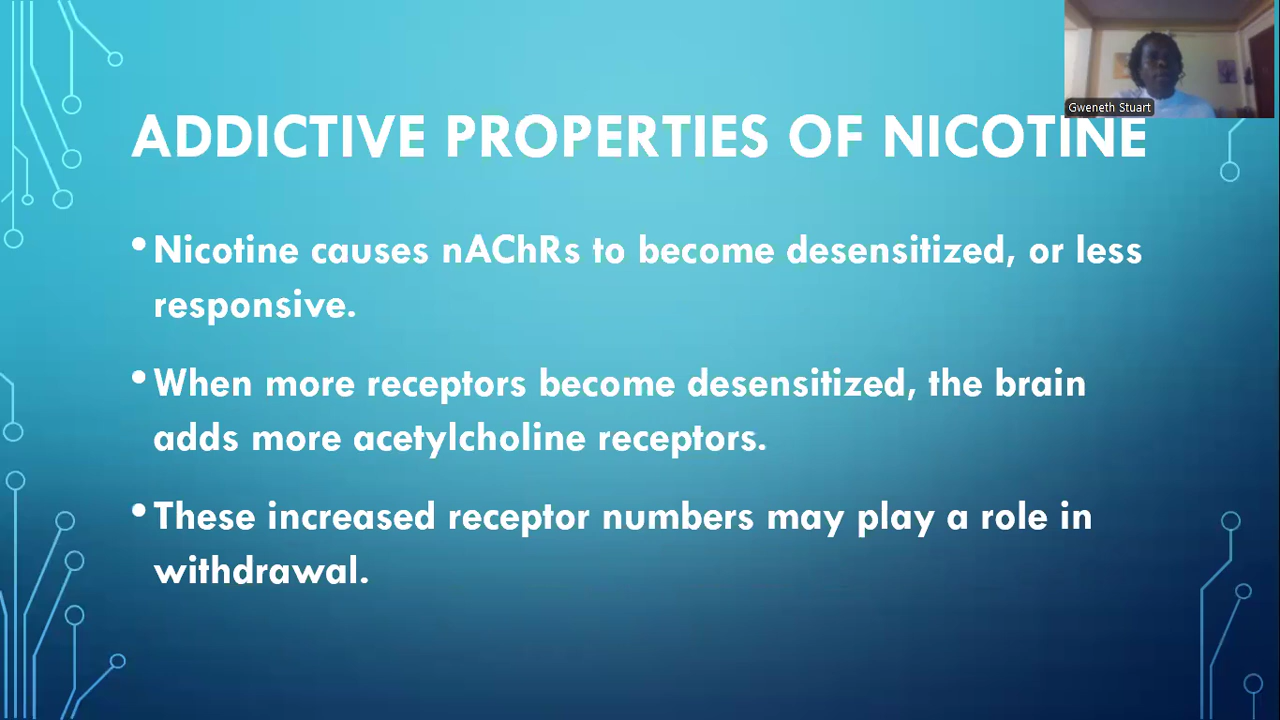 Gweneth Stuart
ADDICTIVE PROPERTIES OF NICOTINE
•Nicotine causes nAChRs to become desensitized, or less
responsive.
•When more receptors become desensitized, the brain
adds more acetylcholine receptors.
•These increased receptor numbers may play a role in
withdrawal.